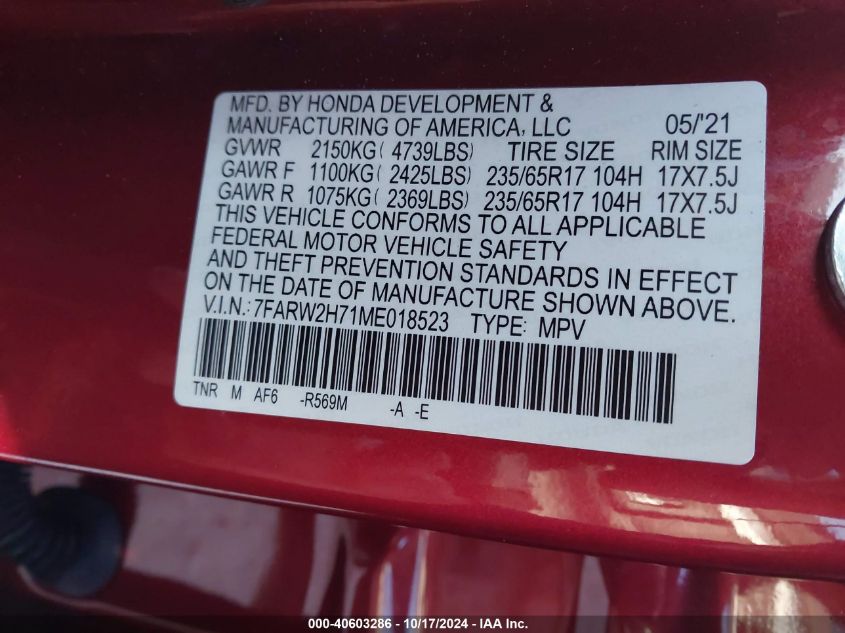 MFD. BY HONDA DEVELOPMENT &
MANUFACTURING OF AMERICA, LLC 05/'21
GVWR 2150KG( 4739LBS) TIRE SIZE RIM SIZE
GAWR F 1100KG( 2425LBS) 235/65R17 104H 17X7.5J
GAWR R 1075KG( 2369LBS) 235/65R17 104H 17X7.5J
THIS VEHICLE CONFORMS TO ALL APPLICABLE
FEDERAL MOTOR VEHICLE SAFETY
AND THEFT PREVENTION STANDARDS IN EFFECT
ON THE DATE OF MANUFACTURE SHOWN ABOVE.
V.I.N.: 7FARW2H71ME018523 TYPE: MPV
TNR M AF6 -R569M -A -E
000-40603286 - 10/17/2024 - IAA Inc.